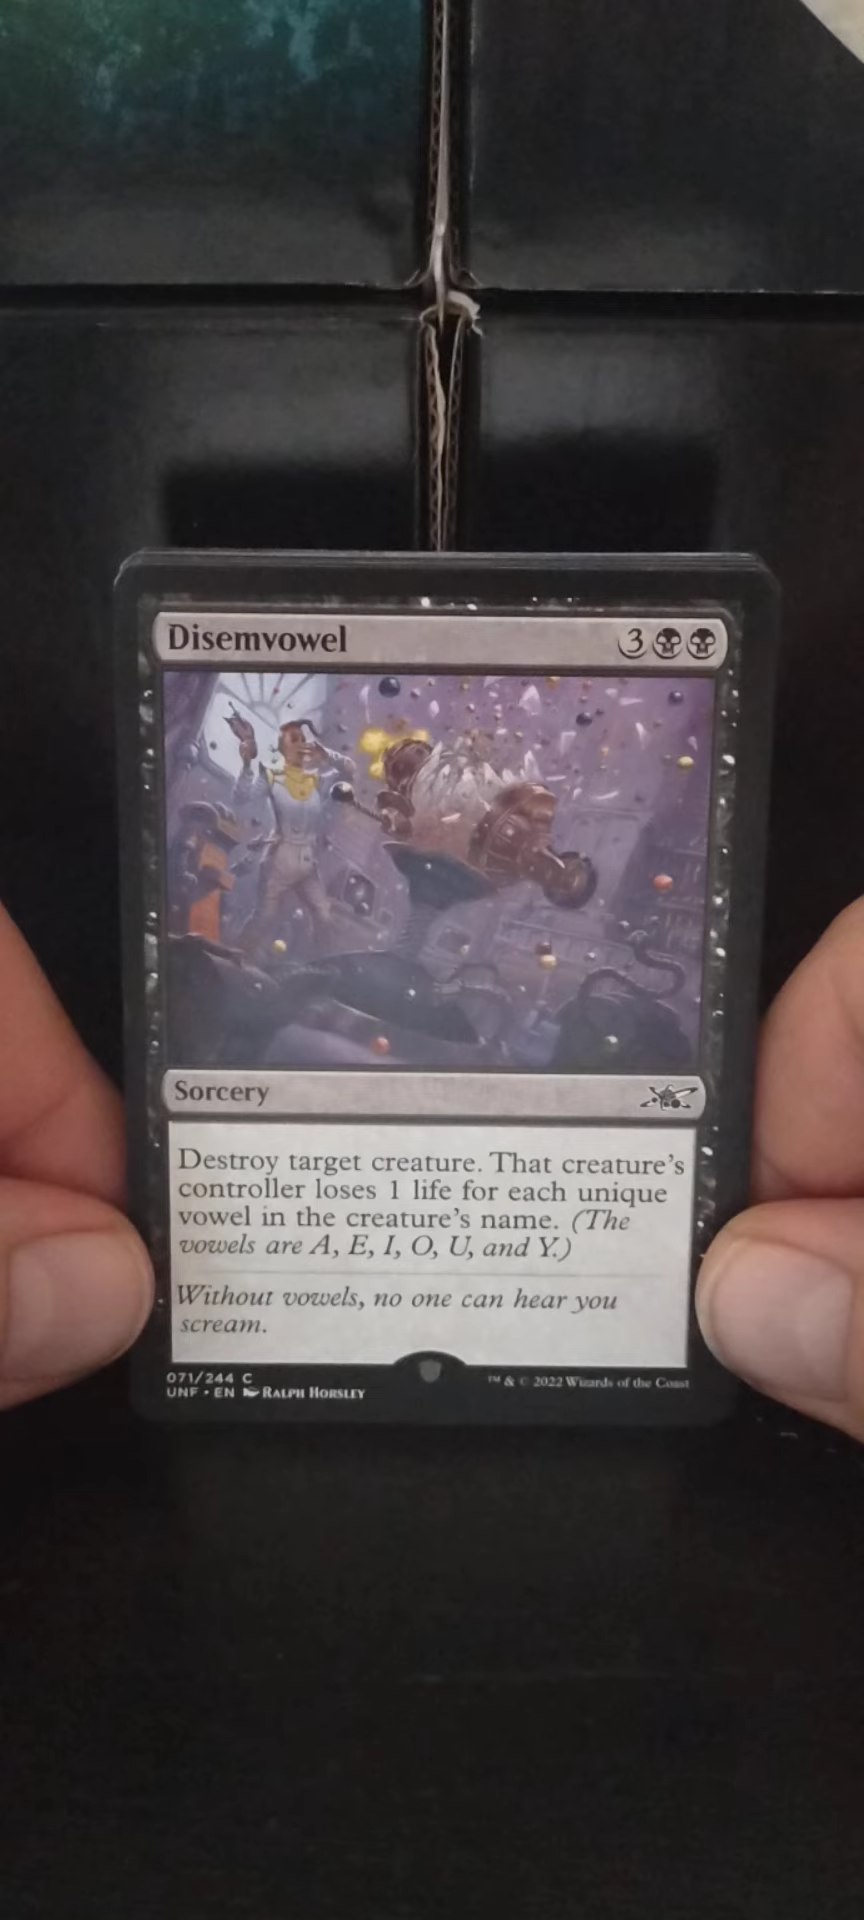 Disemvowel 3
Sorcery
Destroy target creature. That creature's
controller loses 1 life for each unique
vowel in the creature's name. (The
vowels are A, E, I, O, U, and Y.)
Without vowels, no one can hear you
scream.
071/244 C
UNF • EN RALPH HORSLEY
™ & © 2022 Wizards of the Coast